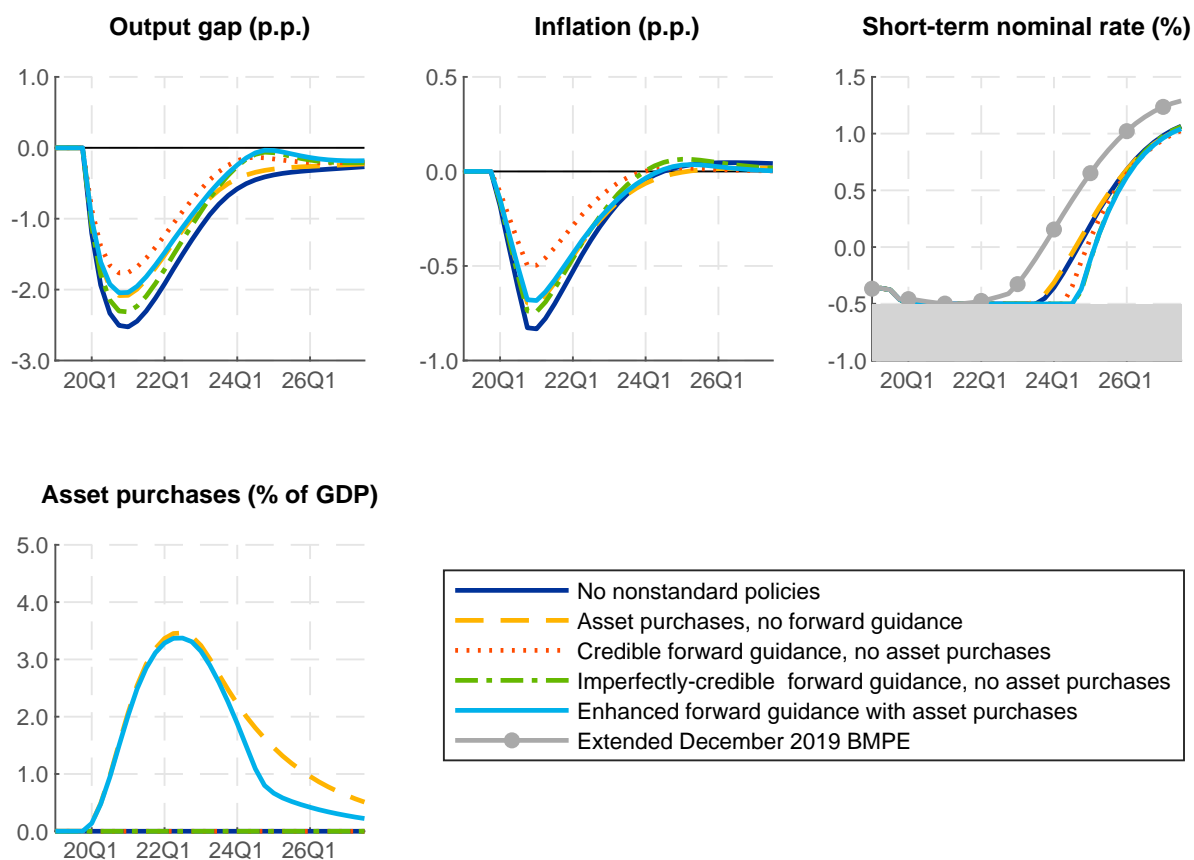 Output gap (p.p.)
1.0
0.0
-1.0
-2.0
-3.0
20Q1 22Q1 24Q1 26Q1
Inflation (p.p.)
0.5
0.0
-0.5
-1.0
20Q1 22Q1 24Q1 26Q1
Short-term nominal rate (%)
1.5
1.0
0.5
0.0
-0.5
-1.0
20Q1 22Q1 24Q1 26Q1
Asset purchases (% of GDP)
5.0
4.0
3.0
2.0
1.0
0.0
20Q1 22Q1 24Q1 26Q1
No nonstandard policies
Asset purchases, no forward guidance
Credible forward guidance, no asset purchases
Imperfectly-credible forward guidance, no asset purchases
Enhanced forward guidance with asset purchases
Extended December 2019 BMPE